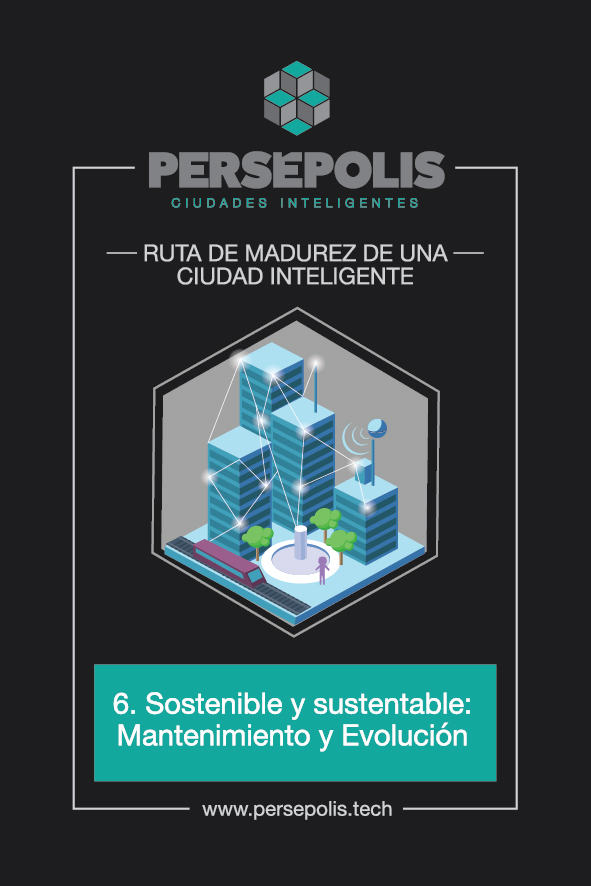 PERSÉPOLIS
CIUDADES INTELIGENTES
RUTA DE MADUREZ DE UNA
CIUDAD INTELIGENTE
6. Sostenible y sustentable:
Mantenimiento y Evolución
www.persepolis.tech